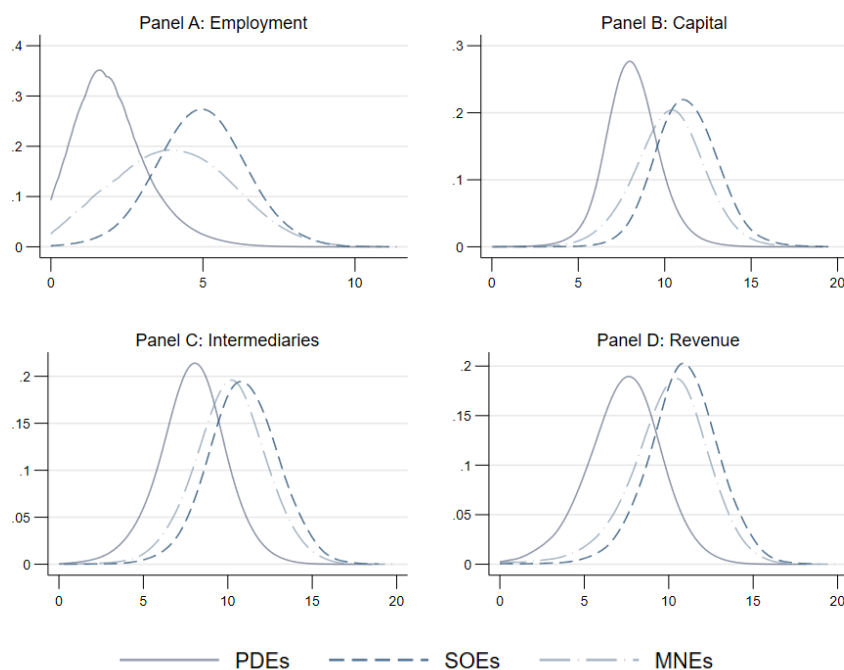 Panel A: Employment
.4
.3
.2
.1
0
0 5 10
Panel B: Capital
.3
.2
.1
0
0 5 10 15 20
Panel C: Intermediaries
.2
.15
.1
.05
0
0 5 10 15 20
Panel D: Revenue
.2
.15
.1
.05
0
0 5 10 15 20
PDEs SOEs MNEs